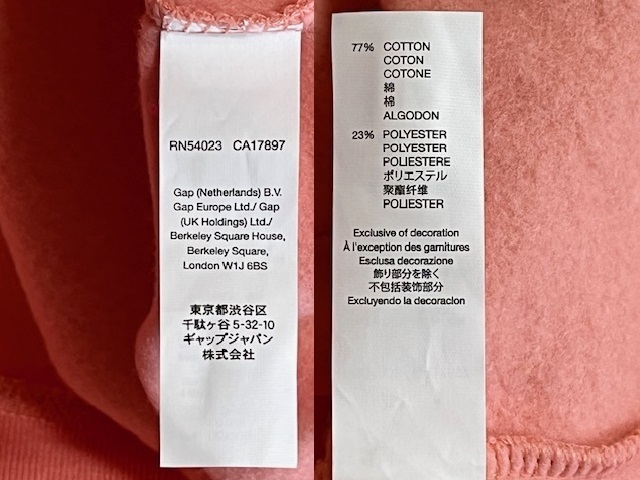 RN54023 CA17897
Gap (Netherlands) B.V.
Gap Europe Ltd./ Gap
(UK Holdings) Ltd./
Berkeley Square House,
Berkeley Square,
London W1J 6BS
東京都渋谷区
千駄ヶ谷 5-32-10
ギャップジャパン
株式会社
77% COTTON
COTON
COTONE
綿
棉
ALGODON
23% POLYESTER
POLYESTER
POLIESTERE
ポリエステル
聚酯纤维
POLIESTER
Exclusive of decoration
À l'exception des garnitures
Esclusa decorazione
飾り部分を除く
不包括装饰部分
Excluyendo la decoracion